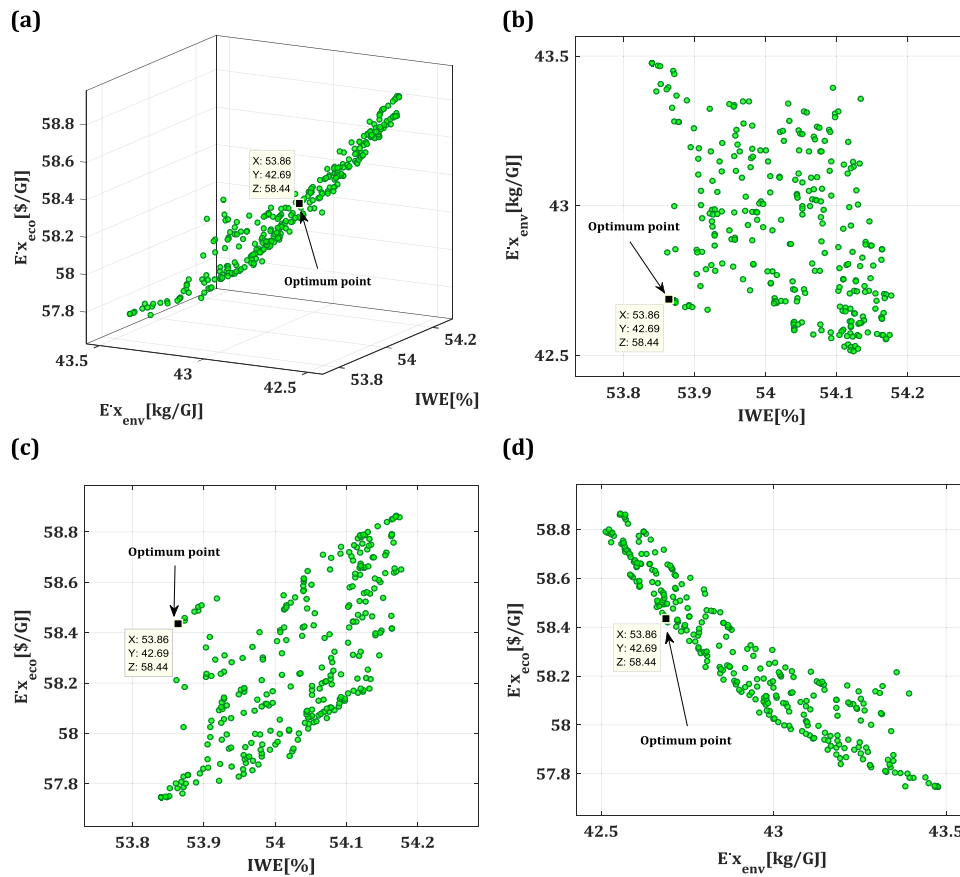 (a)
58.8
58.6
58.4
58.2
58
57.8
E˙x_eco[$/GJ]
X: 53.86
Y: 42.69
Z: 58.44
Optimum point
43.5
43
42.5
E˙x_env[kg/GJ]
53.8
54
54.2
IWE[%]
(b)
43.5
43
42.5
E˙x_env[kg/GJ]
Optimum point
X: 53.86
Y: 42.69
Z: 58.44
53.8 53.9 54 54.1 54.2
IWE[%]
(c)
58.8
58.6
58.4
58.2
58
57.8
E˙x_eco[$/GJ]
Optimum point
X: 53.86
Y: 42.69
Z: 58.44
53.8 53.9 54 54.1 54.2
IWE[%]
(d)
58.8
58.6
58.4
58.2
58
57.8
E˙x_eco[$/GJ]
X: 53.86
Y: 42.69
Z: 58.44
Optimum point
42.5 43 43.5
E˙x_env[kg/GJ]